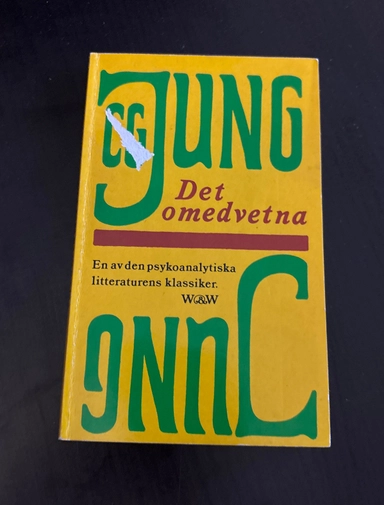 CG JUNG
Det
omedvetna
En av den psykoanalytiska
litteraturens klassiker.
W&W
JUNG